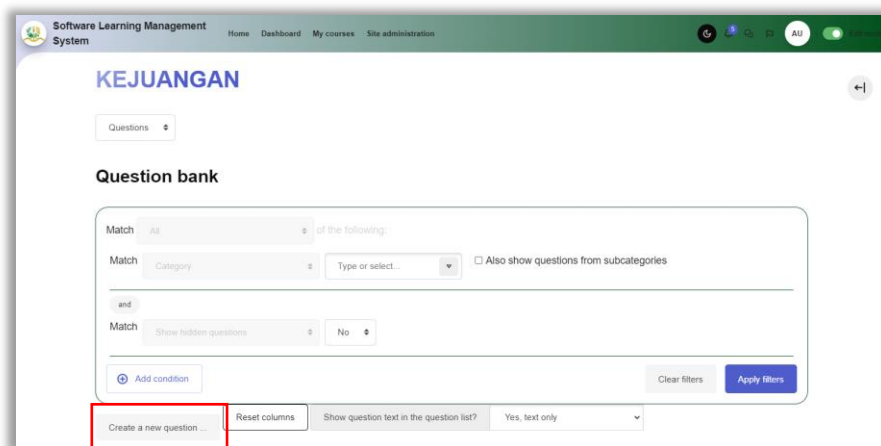 Software Learning Management
System
Home Dashboard My courses Site administration
AU
KEJUANGAN
Questions
Question bank
Match All of the following:
Match Category Type or select... Also show questions from subcategories
and
Match Show hidden questions No
Add condition Clear filters Apply filters
Create a new question ... Reset columns Show question text in the question list? Yes, text only